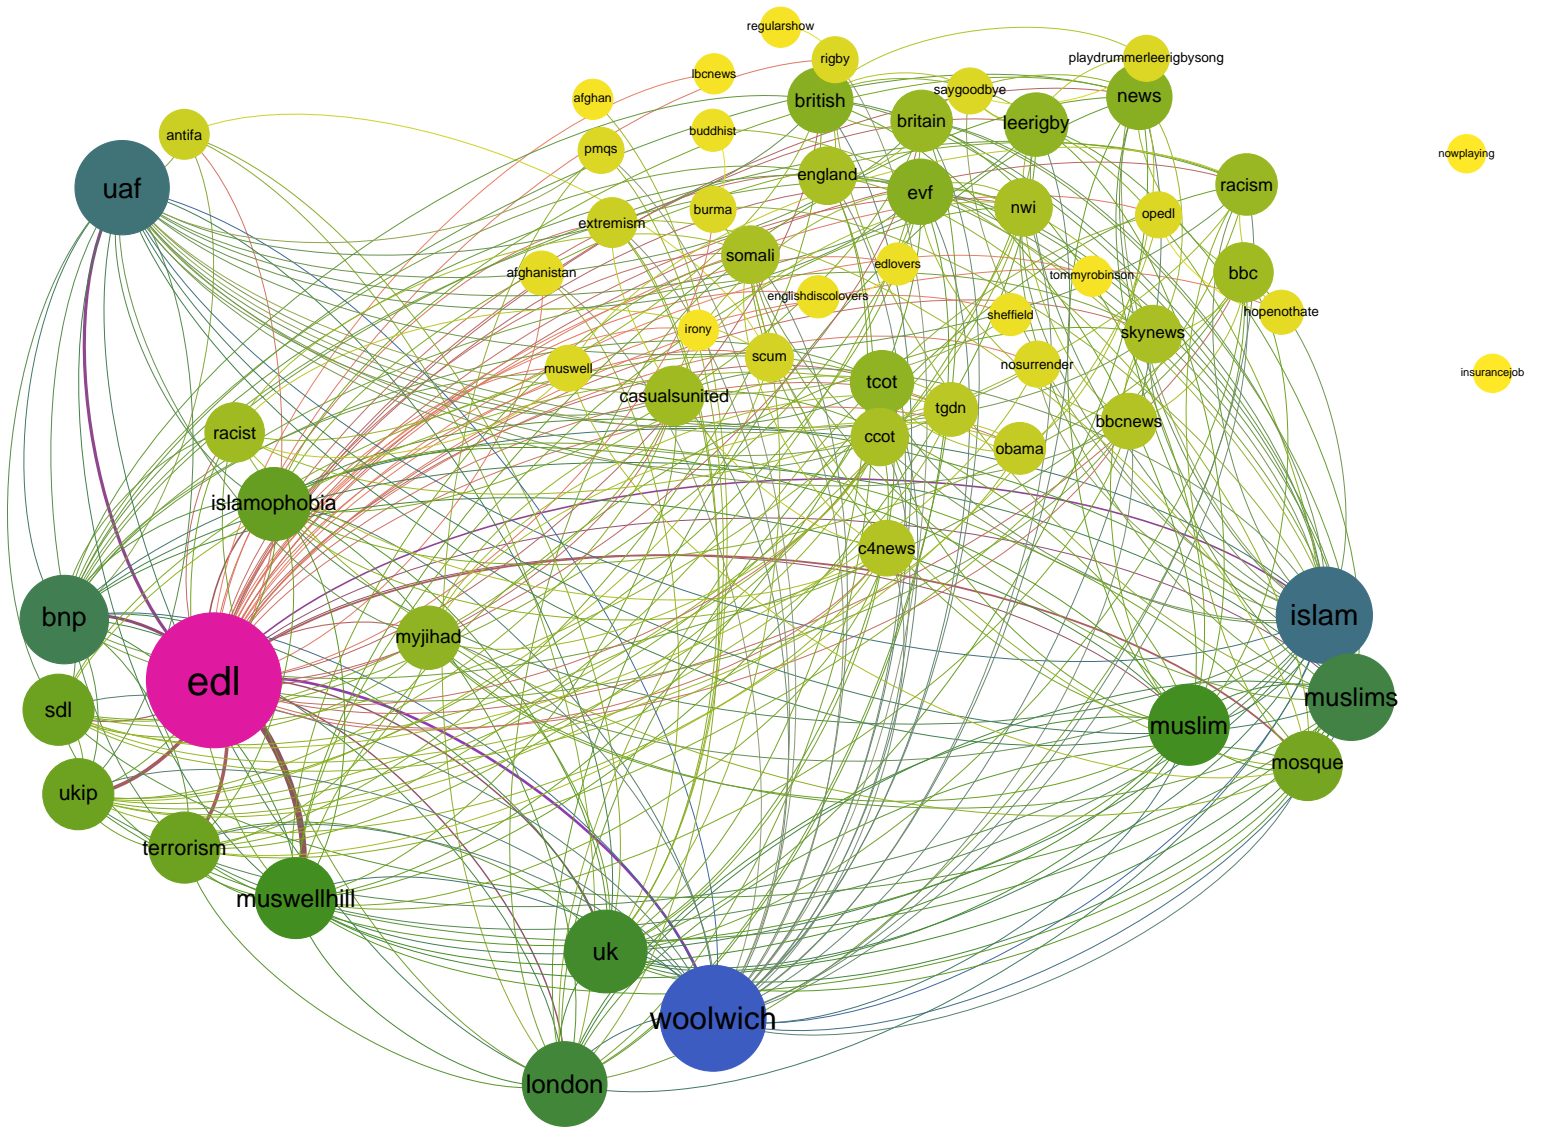 regularshow
rigby
playdrummerleerigbysong
lbcnews
afghan
saygoodbye
british
news
britain
leerigby
buddhist
antifa
pmqs
nowplaying
england
uaf
racism
evf
nwi
burma
opedl
extremism
somali
edlovers
afghanistan
tommyrobinson
bbc
englishdiscolovers
hopenothate
sheffield
irony
skynews
scum
nosurrender
muswell
insurancejob
tcot
casualsunited
tgdn
bbcnews
racist
ccot
obama
islamophobia
c4news
bnp
islam
myjihad
edl
muslims
sdl
muslim
mosque
ukip
terrorism
muswellhill
uk
woolwich
london